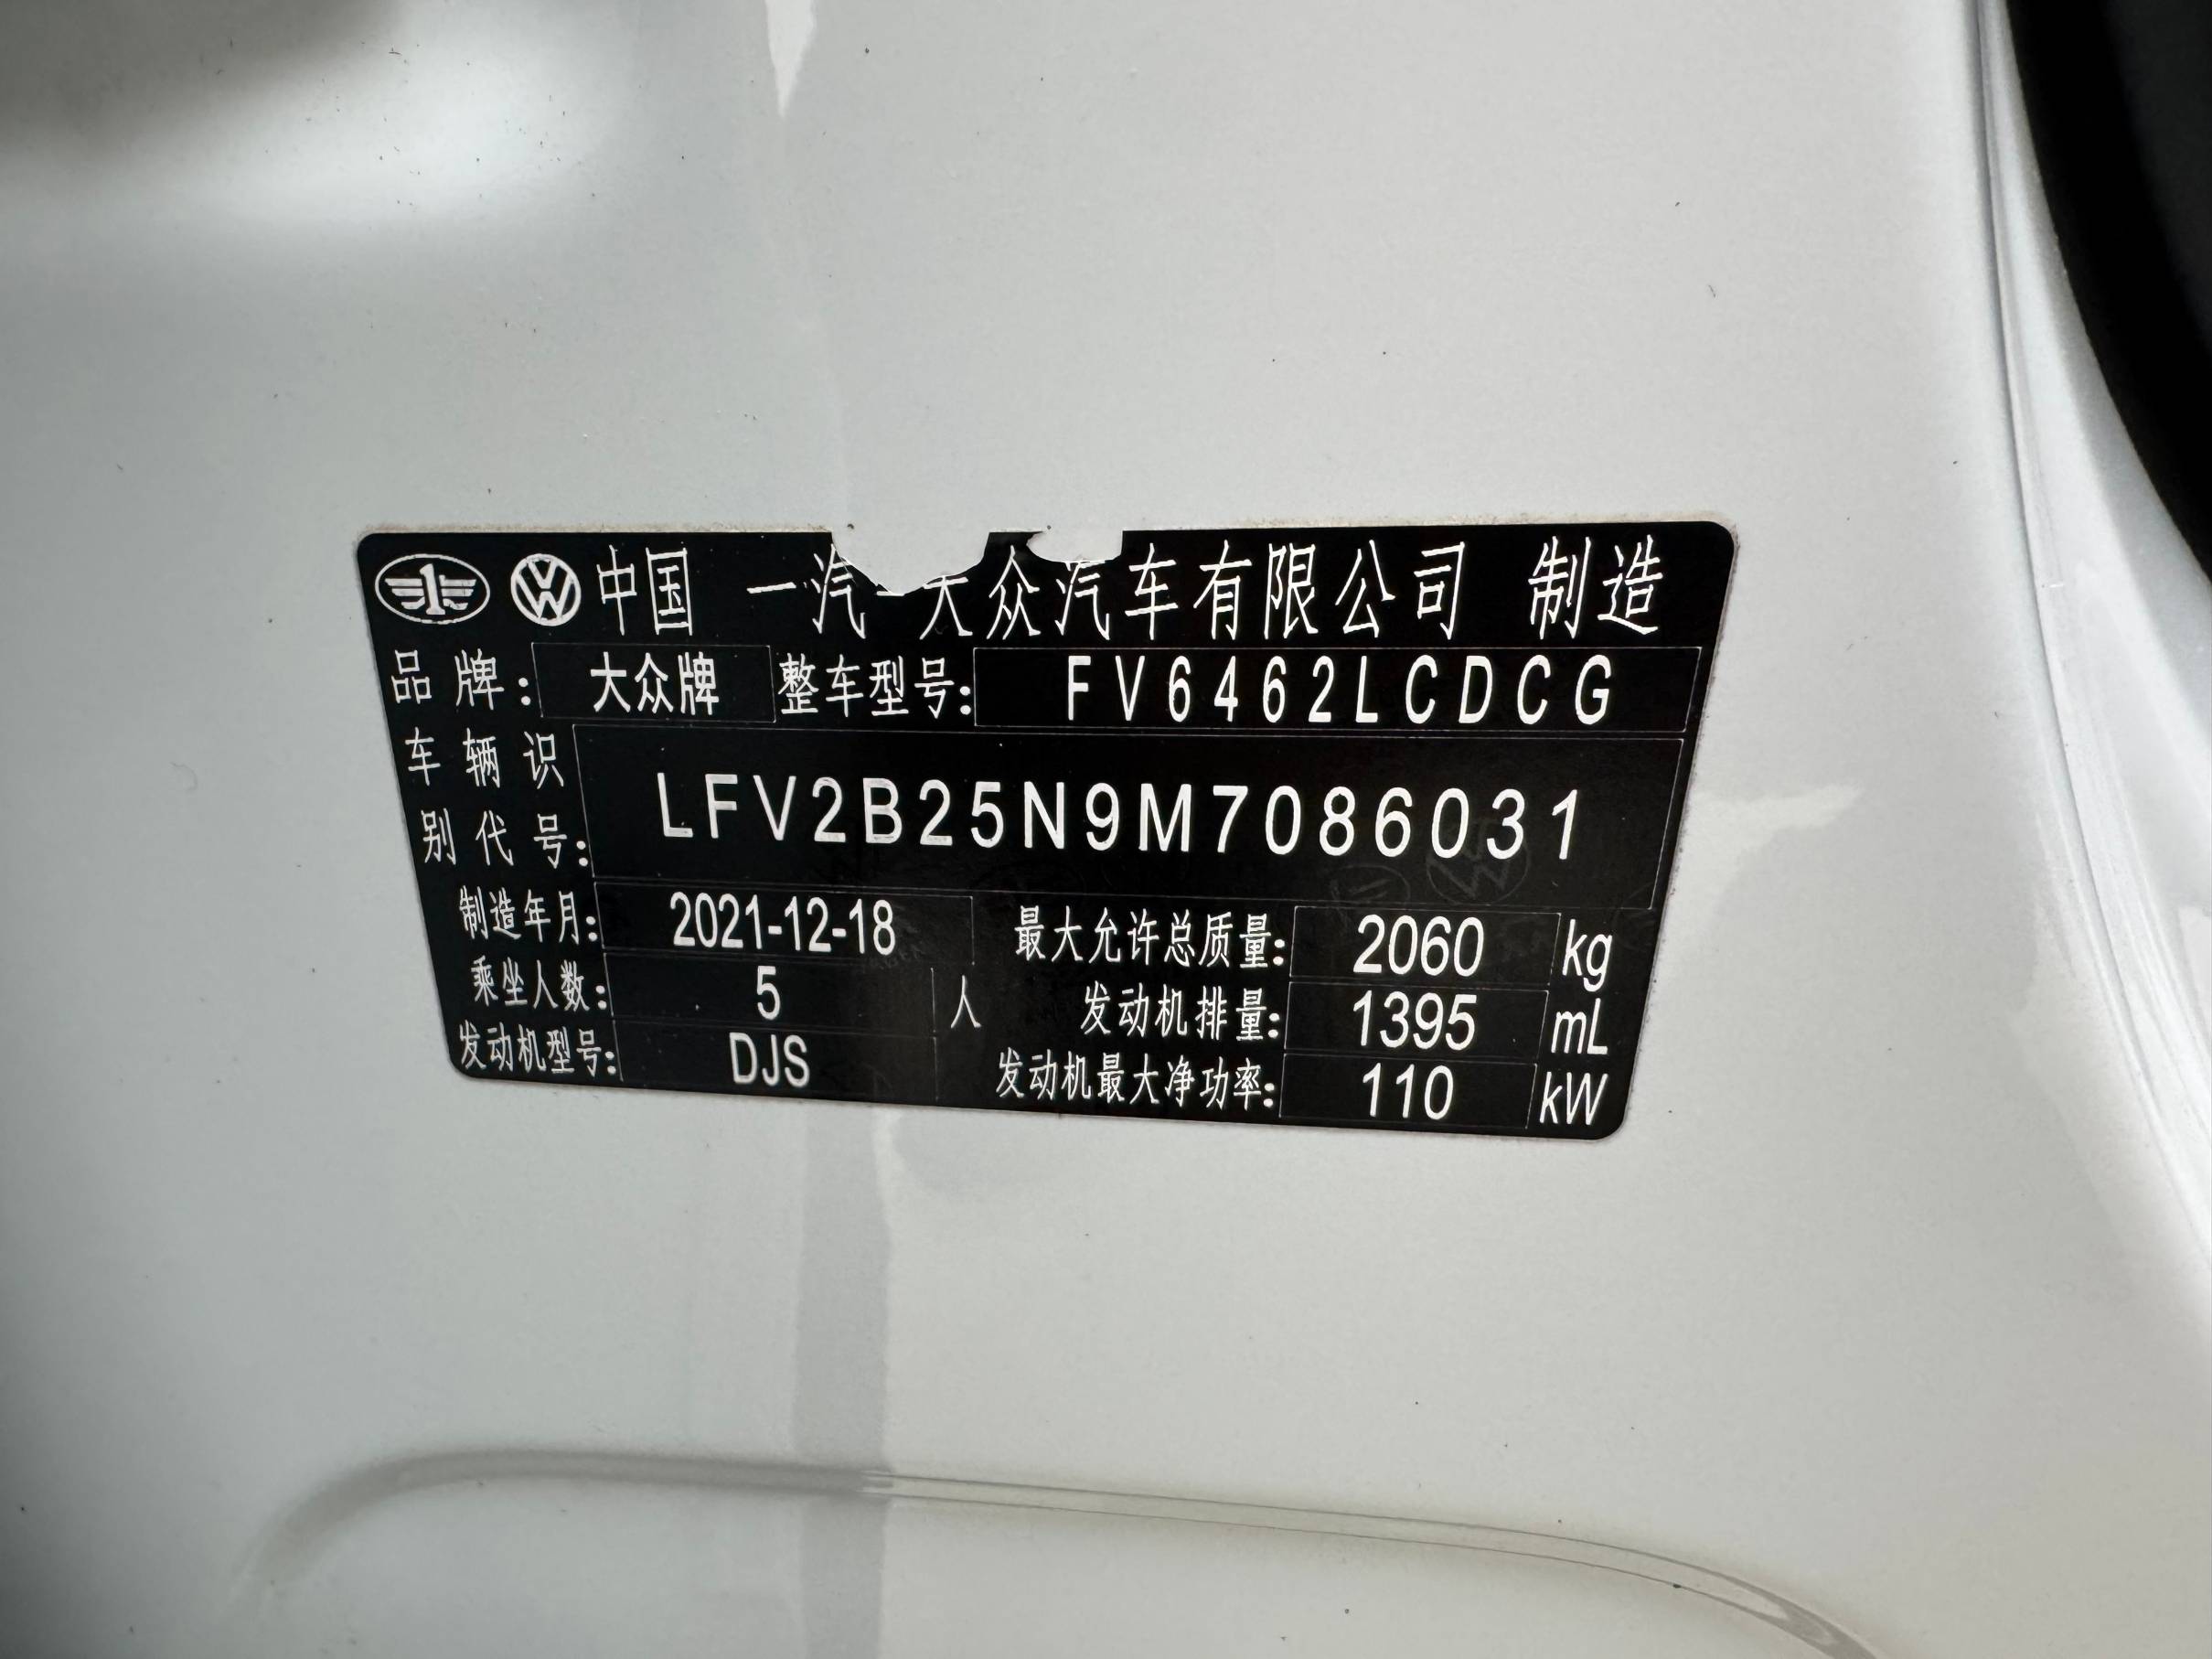 中国 一汽-大众汽车有限公司 制造
品牌: 大众牌 整车型号: FV6462LCDCG
车辆识别代号: LFV2B25N9M7086031
制造年月: 2021-12-18 最大允许总质量: 2060 kg
乘坐人数: 5 人 发动机排量: 1395 mL
发动机型号: DJS 发动机最大净功率: 110 kW